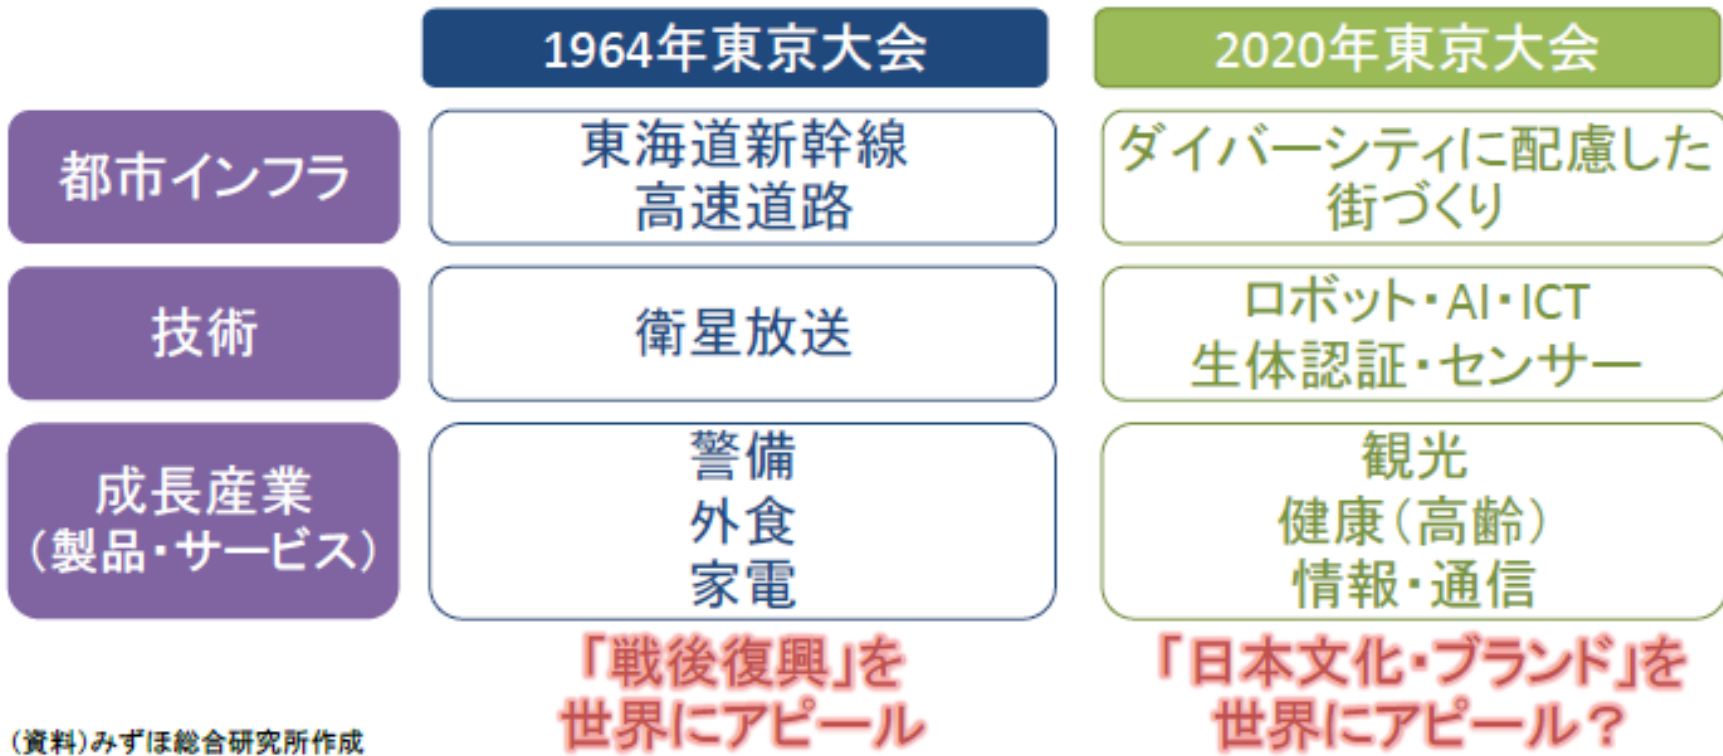 1964年東京大会
2020年東京大会
都市インフラ
東海道新幹線
高速道路
ダイバーシティに配慮した
街づくり
技術
衛星放送
ロボット・AI・ICT
生体認証・センサー
成長産業
（製品・サービス）
警備
外食
家電
観光
健康（高齢）
情報・通信
「戦後復興」を
世界にアピール
「日本文化・ブランド」を
世界にアピール？
（資料）みずほ総合研究所作成